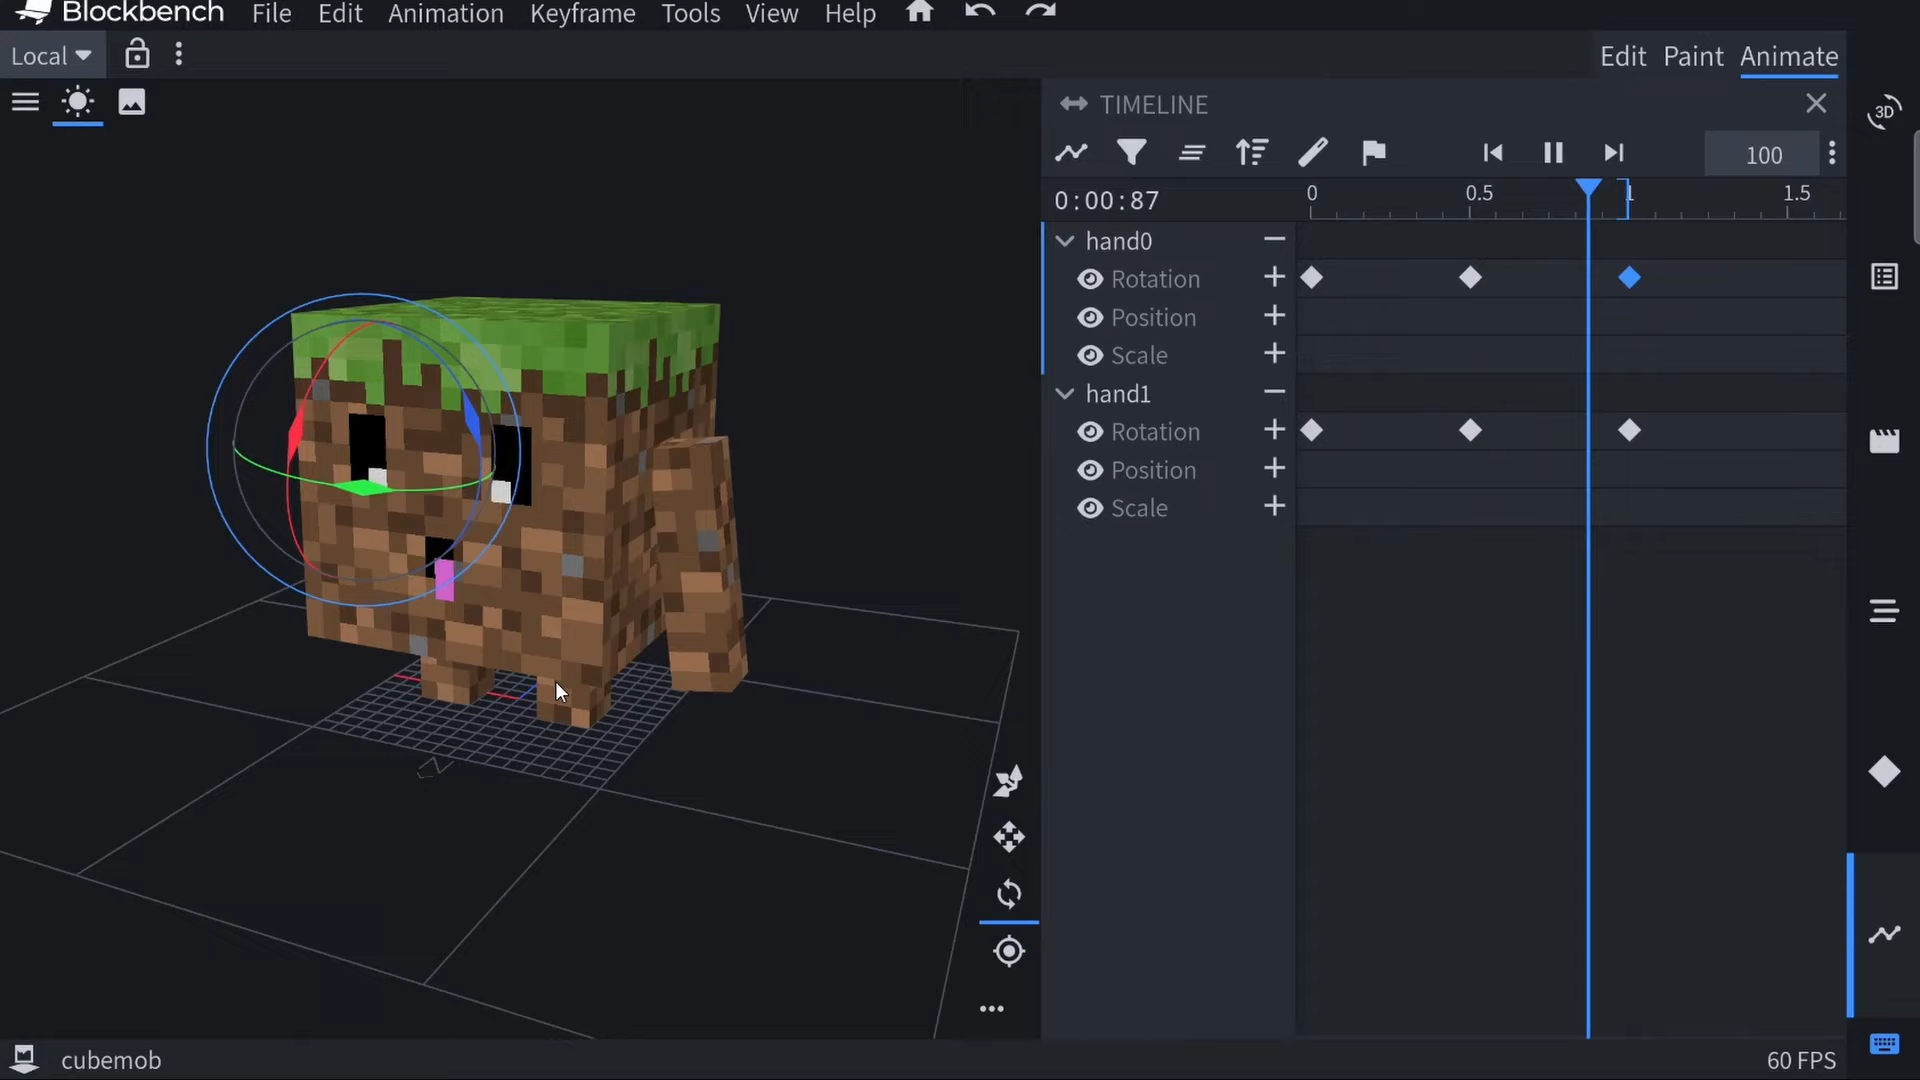 Blockbench File Edit Animation Keyframe Tools View Help
Local Edit Paint Animate
TIMELINE
3D
100
0:00:87 0 0.5 1 1.5
hand0
Rotation
Position
Scale
hand1
Rotation
Position
Scale
cubemob 60 FPS